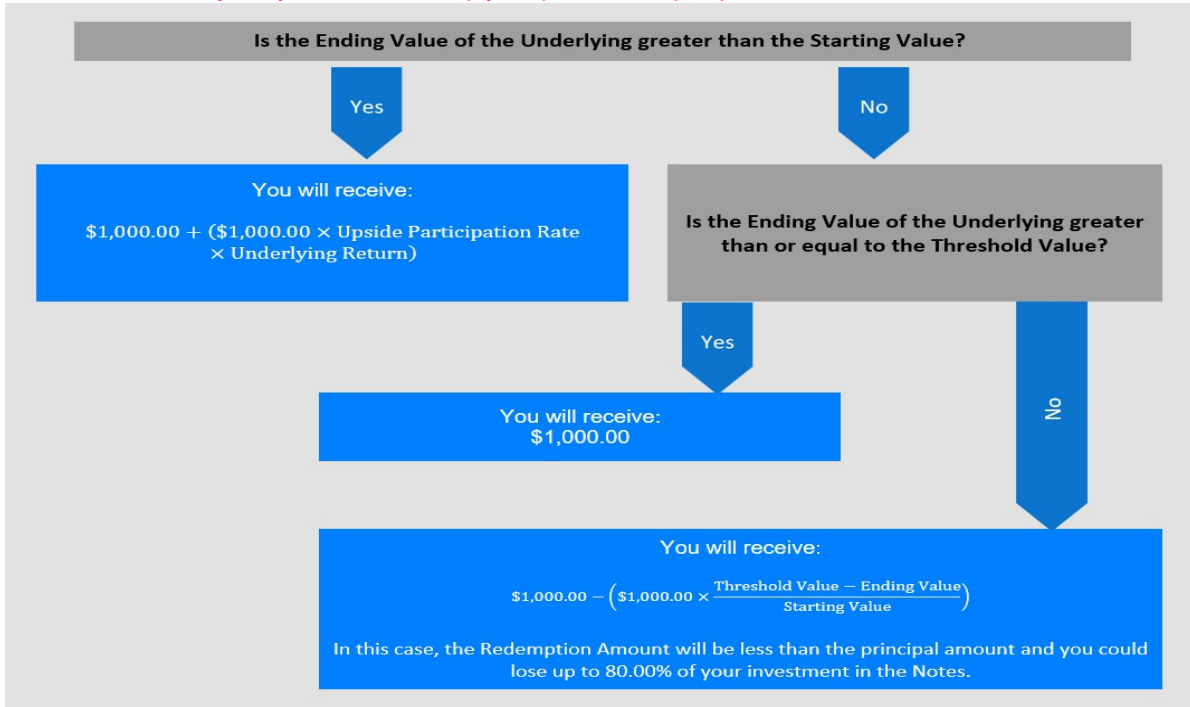 Is the Ending Value of the Underlying greater than the Starting Value?
Yes
No
You will receive:
$1,000.00 + ($1,000.00 × Upside Participation Rate
× Underlying Return)
Is the Ending Value of the Underlying greater
than or equal to the Threshold Value?
Yes
No
You will receive:
$1,000.00
You will receive:
$1,000.00 − ($1,000.00 × Threshold Value − Ending Value
Starting Value)
In this case, the Redemption Amount will be less than the principal amount and you could
lose up to 80.00% of your investment in the Notes.